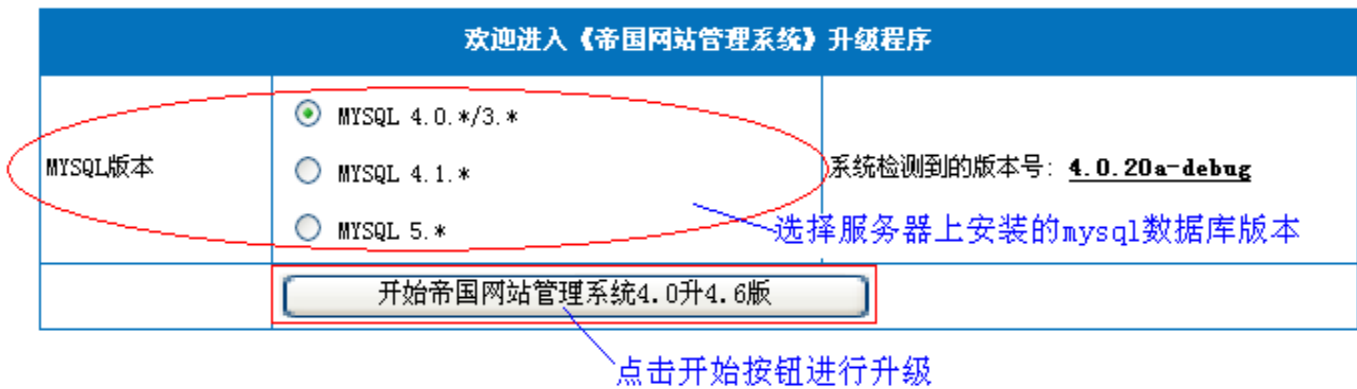 欢迎进入《帝国网站管理系统》升级程序
MYSQL 4.0.*/3.*
MYSQL版本
MYSQL 4.1.*
系统检测到的版本号: 4.0.20a-debug
MYSQL 5.*
选择服务器上安装的mysql数据库版本
开始帝国网站管理系统4.0升4.6版
点击开始按钮进行升级